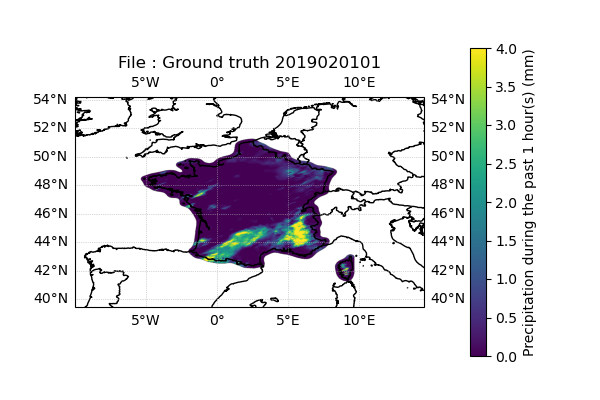 File : Ground truth 2019020101
5°W 0° 5°E 10°E
54°N 54°N
52°N 52°N
50°N 50°N
48°N 48°N
46°N 46°N
44°N 44°N
42°N 42°N
40°N 40°N
5°W 0° 5°E 10°E
4.0
3.5
3.0
2.5
2.0
1.5
1.0
0.5
0.0
Precipitation during the past 1 hour(s) (mm)